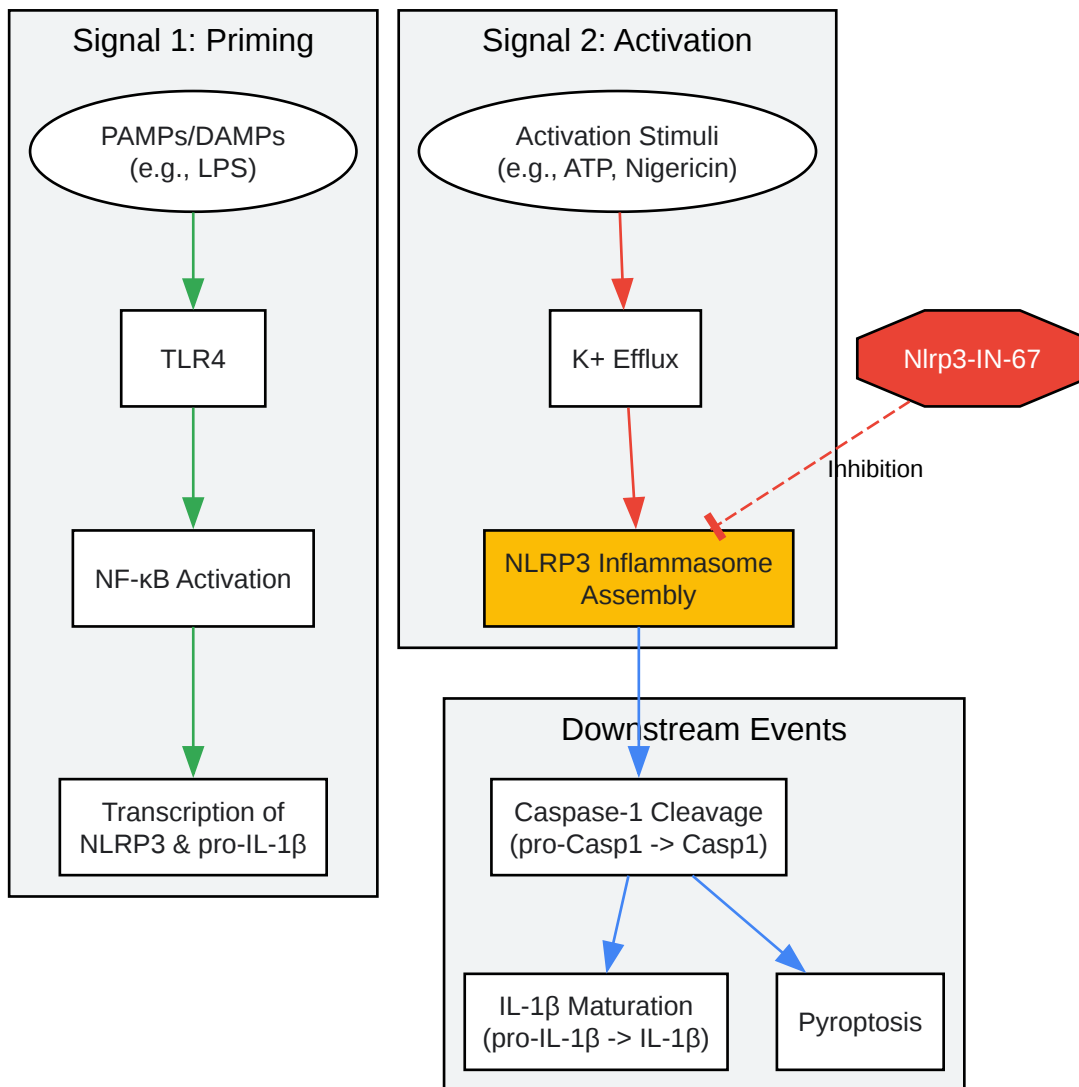 Signal 1: Priming
PAMPs/DAMPs
(e.g., LPS)
TLR4
NF-κB Activation
Transcription of
NLRP3 & pro-IL-1β
Signal 2: Activation
Activation Stimuli
(e.g., ATP, Nigericin)
K+ Efflux
NLRP3 Inflammasome
Assembly
Nlrp3-IN-67
Inhibition
Downstream Events
Caspase-1 Cleavage
(pro-Casp1 -> Casp1)
IL-1β Maturation
(pro-IL-1β -> IL-1β)
Pyroptosis